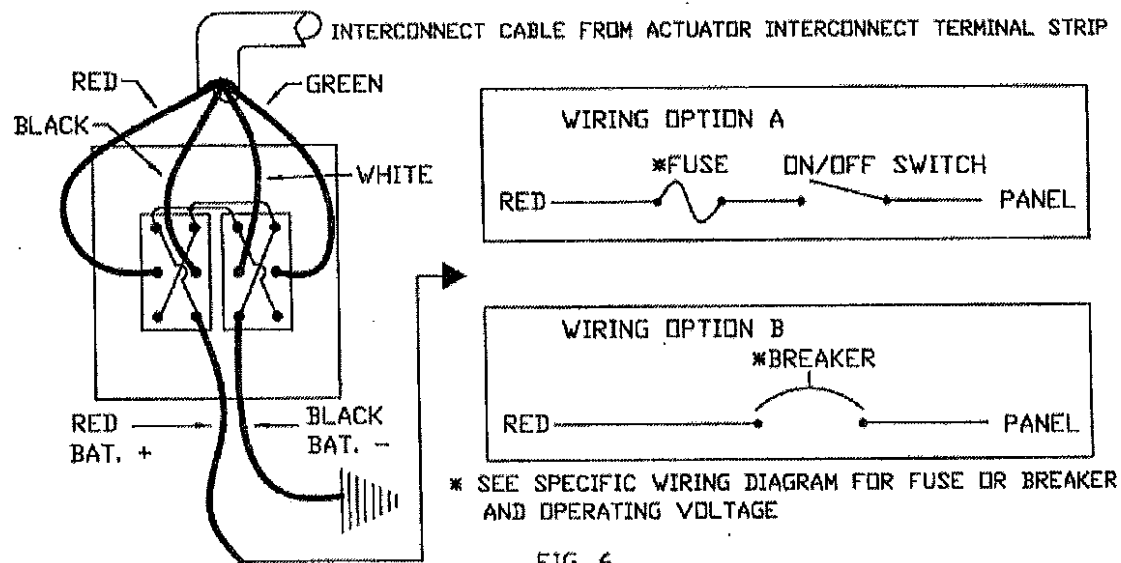 INTERCONNECT CABLE FROM ACTUATOR INTERCONNECT TERMINAL STRIP
RED
GREEN
BLACK
WHITE
WIRING OPTION A
*FUSE ON/OFF SWITCH
RED PANEL
WIRING OPTION B
*BREAKER
RED PANEL
RED
BAT. +
BLACK
BAT. -
* SEE SPECIFIC WIRING DIAGRAM FOR FUSE OR BREAKER
AND OPERATING VOLTAGE
FIG. 6